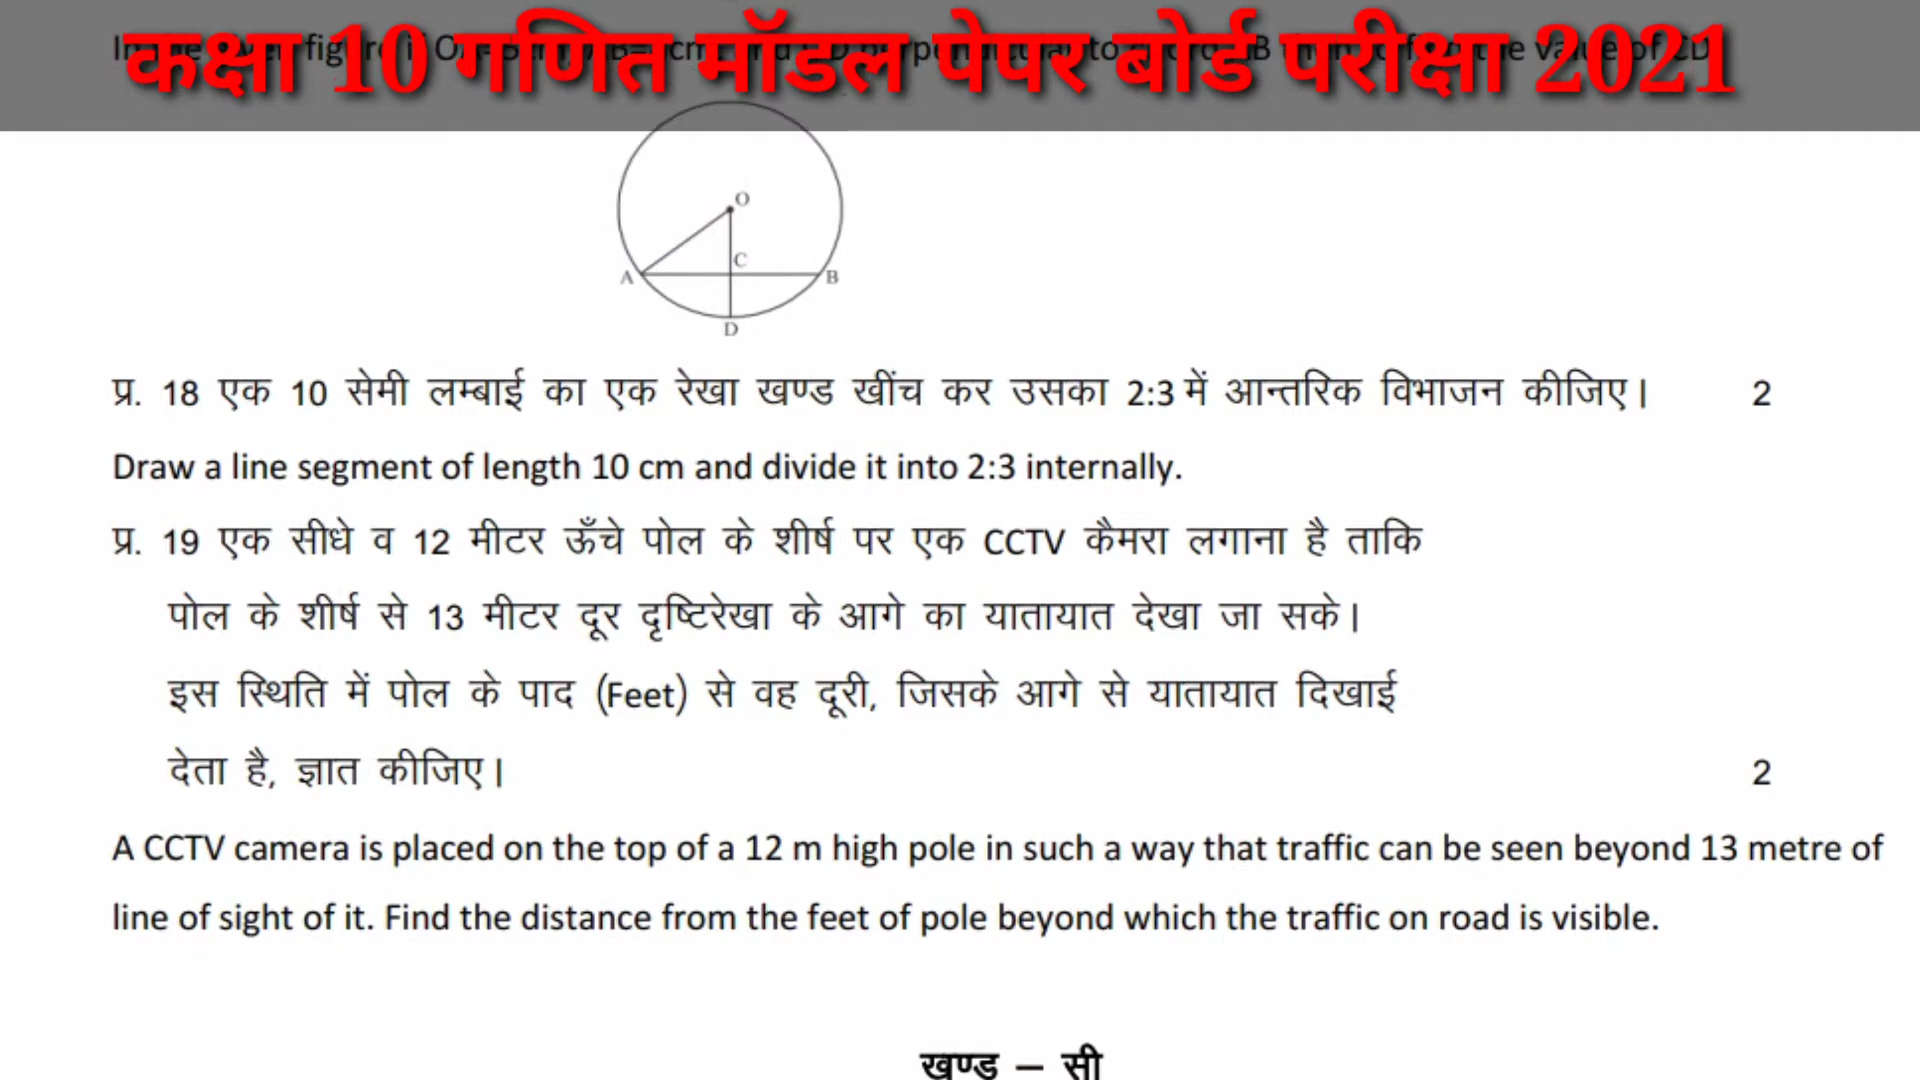 कक्षा 10 गणित मॉडल पेपर बोर्ड परीक्षा 2021
O
C
A
B
D
प्र. 18 एक 10 सेमी लम्बाई का एक रेखा खण्ड खींच कर उसका 2:3 में आन्तरिक विभाजन कीजिए। 2
Draw a line segment of length 10 cm and divide it into 2:3 internally.
प्र. 19 एक सीधे व 12 मीटर ऊँचे पोल के शीर्ष पर एक CCTV कैमरा लगाना है ताकि
पोल के शीर्ष से 13 मीटर दूर दृष्टिरेखा के आगे का यातायात देखा जा सके।
इस स्थिति में पोल के पाद (Feet) से वह दूरी, जिसके आगे से यातायात दिखाई
देता है, ज्ञात कीजिए। 2
A CCTV camera is placed on the top of a 12 m high pole in such a way that traffic can be seen beyond 13 metre of
line of sight of it. Find the distance from the feet of pole beyond which the traffic on road is visible.
खण्ड – सी